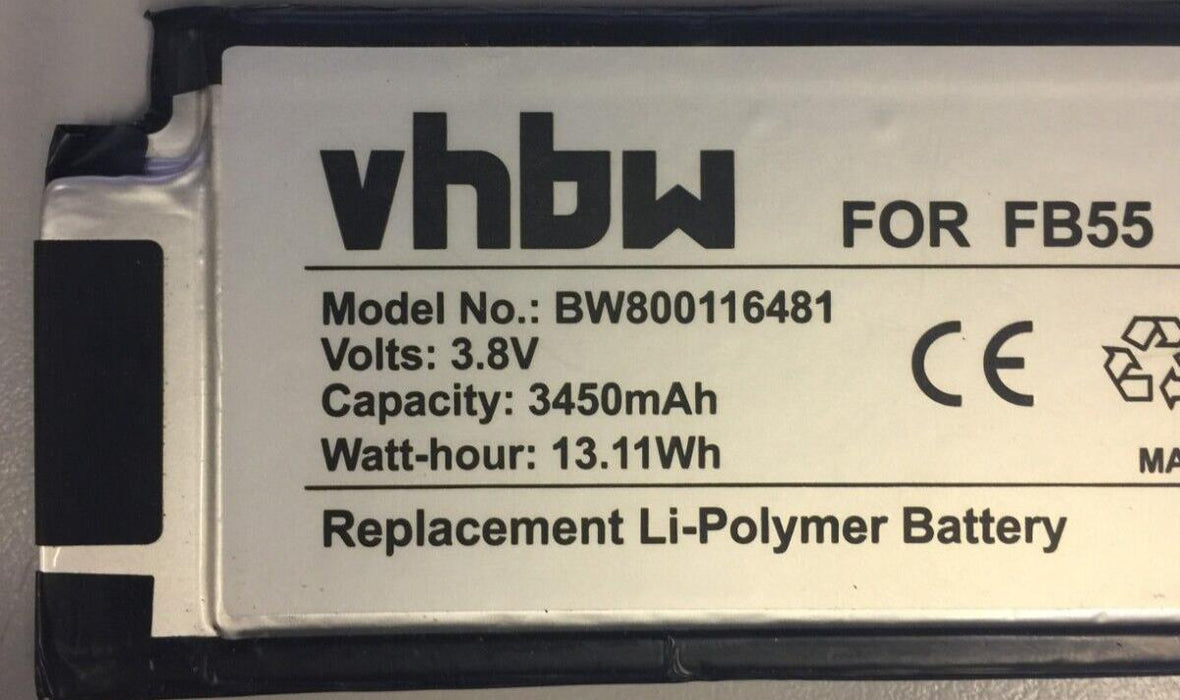 vhbw
FOR FB55
Model No.: BW800116481
Volts: 3.8V
Capacity: 3450mAh
Watt-hour: 13.11Wh
CE
Replacement Li-Polymer Battery